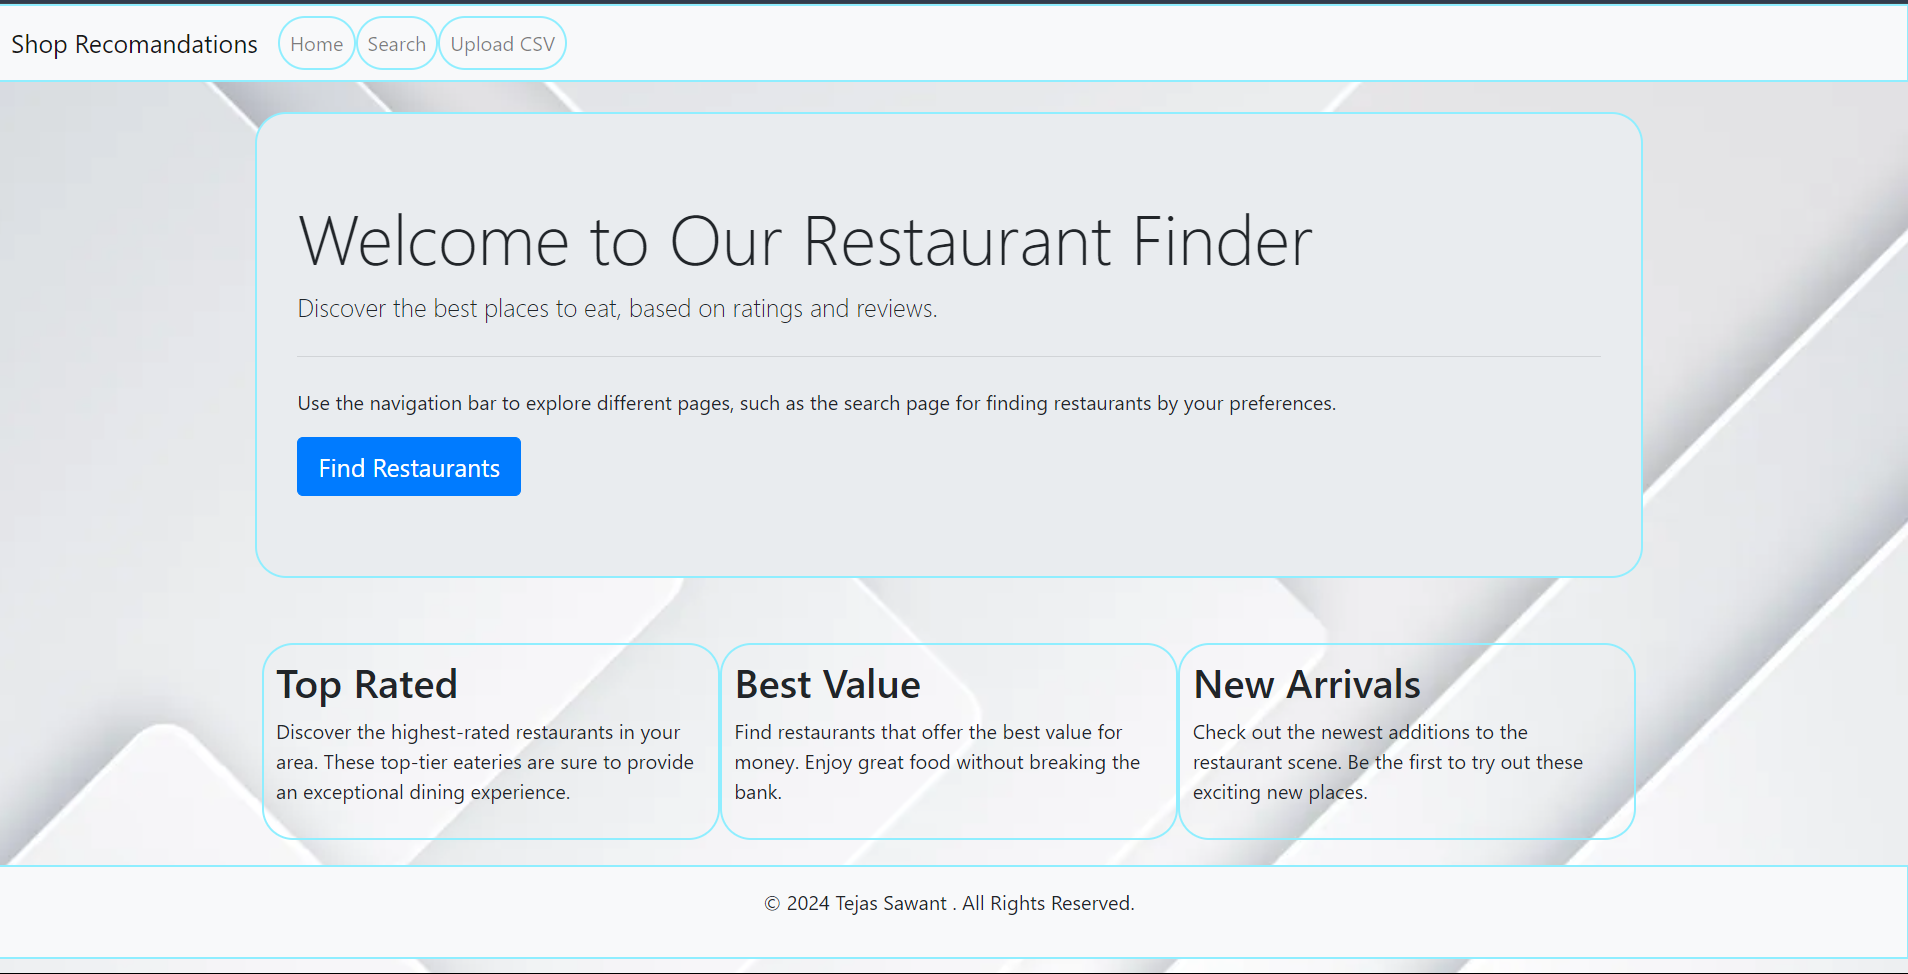 Shop Recomandations Home Search Upload CSV
Welcome to Our Restaurant Finder
Discover the best places to eat, based on ratings and reviews.
Use the navigation bar to explore different pages, such as the search page for finding restaurants by your preferences.
Find Restaurants
Top Rated
Discover the highest-rated restaurants in your
area. These top-tier eateries are sure to provide
an exceptional dining experience.
Best Value
Find restaurants that offer the best value for
money. Enjoy great food without breaking the
bank.
New Arrivals
Check out the newest additions to the
restaurant scene. Be the first to try out these
exciting new places.
© 2024 Tejas Sawant . All Rights Reserved.